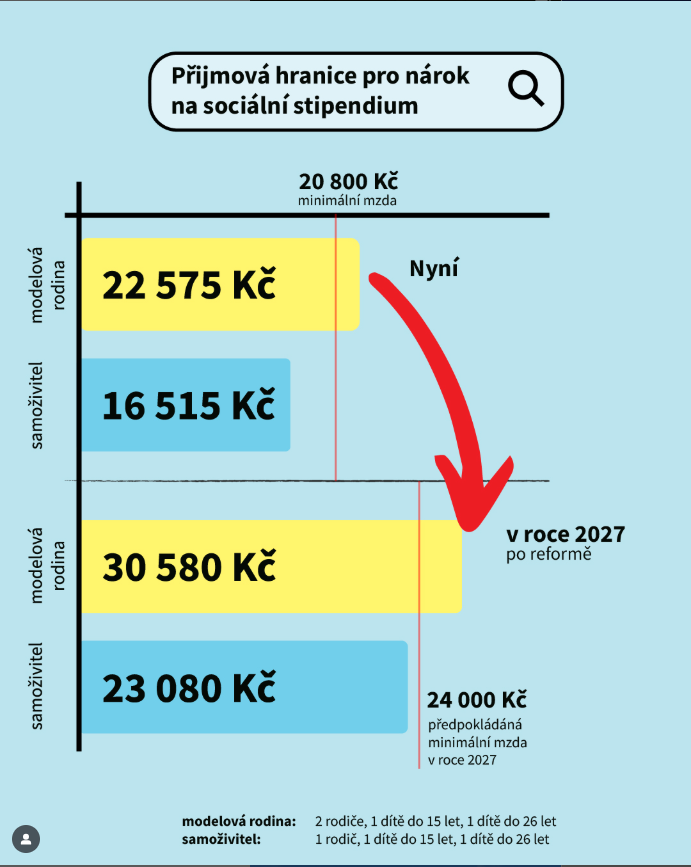 Přijmová hranice pro nárok
na sociální stipendium
20 800 Kč
minimální mzda
modelová
rodina
22 575 Kč
Nyní
samoživitel
16 515 Kč
modelová
rodina
30 580 Kč
v roce 2027
po reformě
samoživitel
23 080 Kč
24 000 Kč
předpokládáná
minimální mzda
v roce 2027
modelová rodina: 2 rodiče, 1 dítě do 15 let, 1 dítě do 26 let
samoživitel: 1 rodič, 1 dítě do 15 let, 1 dítě do 26 let